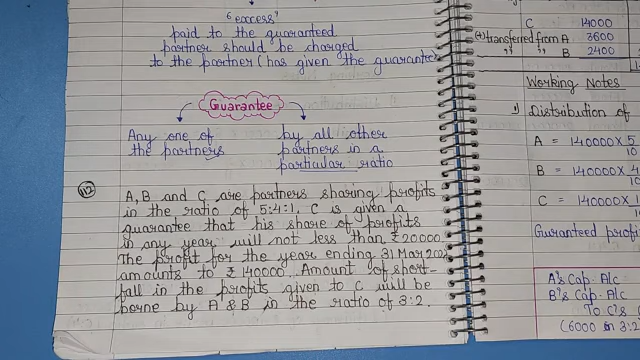 "excess"
paid to the guaranteed
partner should be charged
to the partner (has given the guarantee)
Guarantee
Any one of
the partners
by all other
partners in a
particular ratio
112
A, B and C are partners sharing profits
in the ratio of 5:4:1. C is given a
guarantee that his share of profits
in any year will not less than ₹20000.
The profit for the year ending 31 Mar 202
amounts to ₹ 140000. Amount of short-
fall in the profits given to C will be
borne by A & B in the ratio of 3:2.
C 14000
(+) transferred from A 3600
" " B 2400
Working Notes
1) Distribution of
A = 140000 × 5/10
B = 140000 × 4/10
C = 140000 × 1/1
Guranteed profi
A's Cap. A/c
B's Cap. A/c
To C's C
(6000 in 3:2